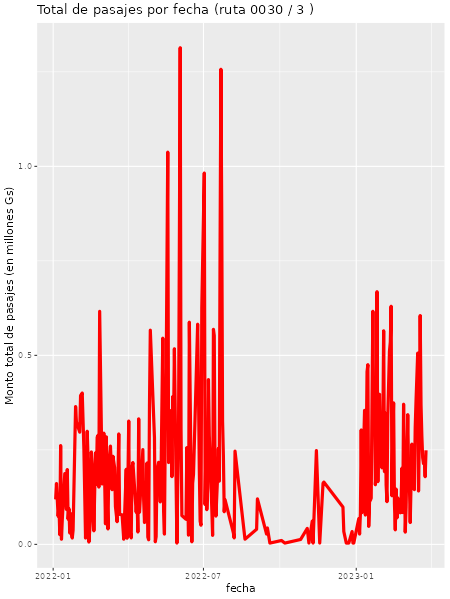 Total de pasajes por fecha (ruta 0030 / 3 )
Monto total de pasajes (en millones Gs)
1.0
0.5
0.0
2022-01
2022-07
2023-01
fecha